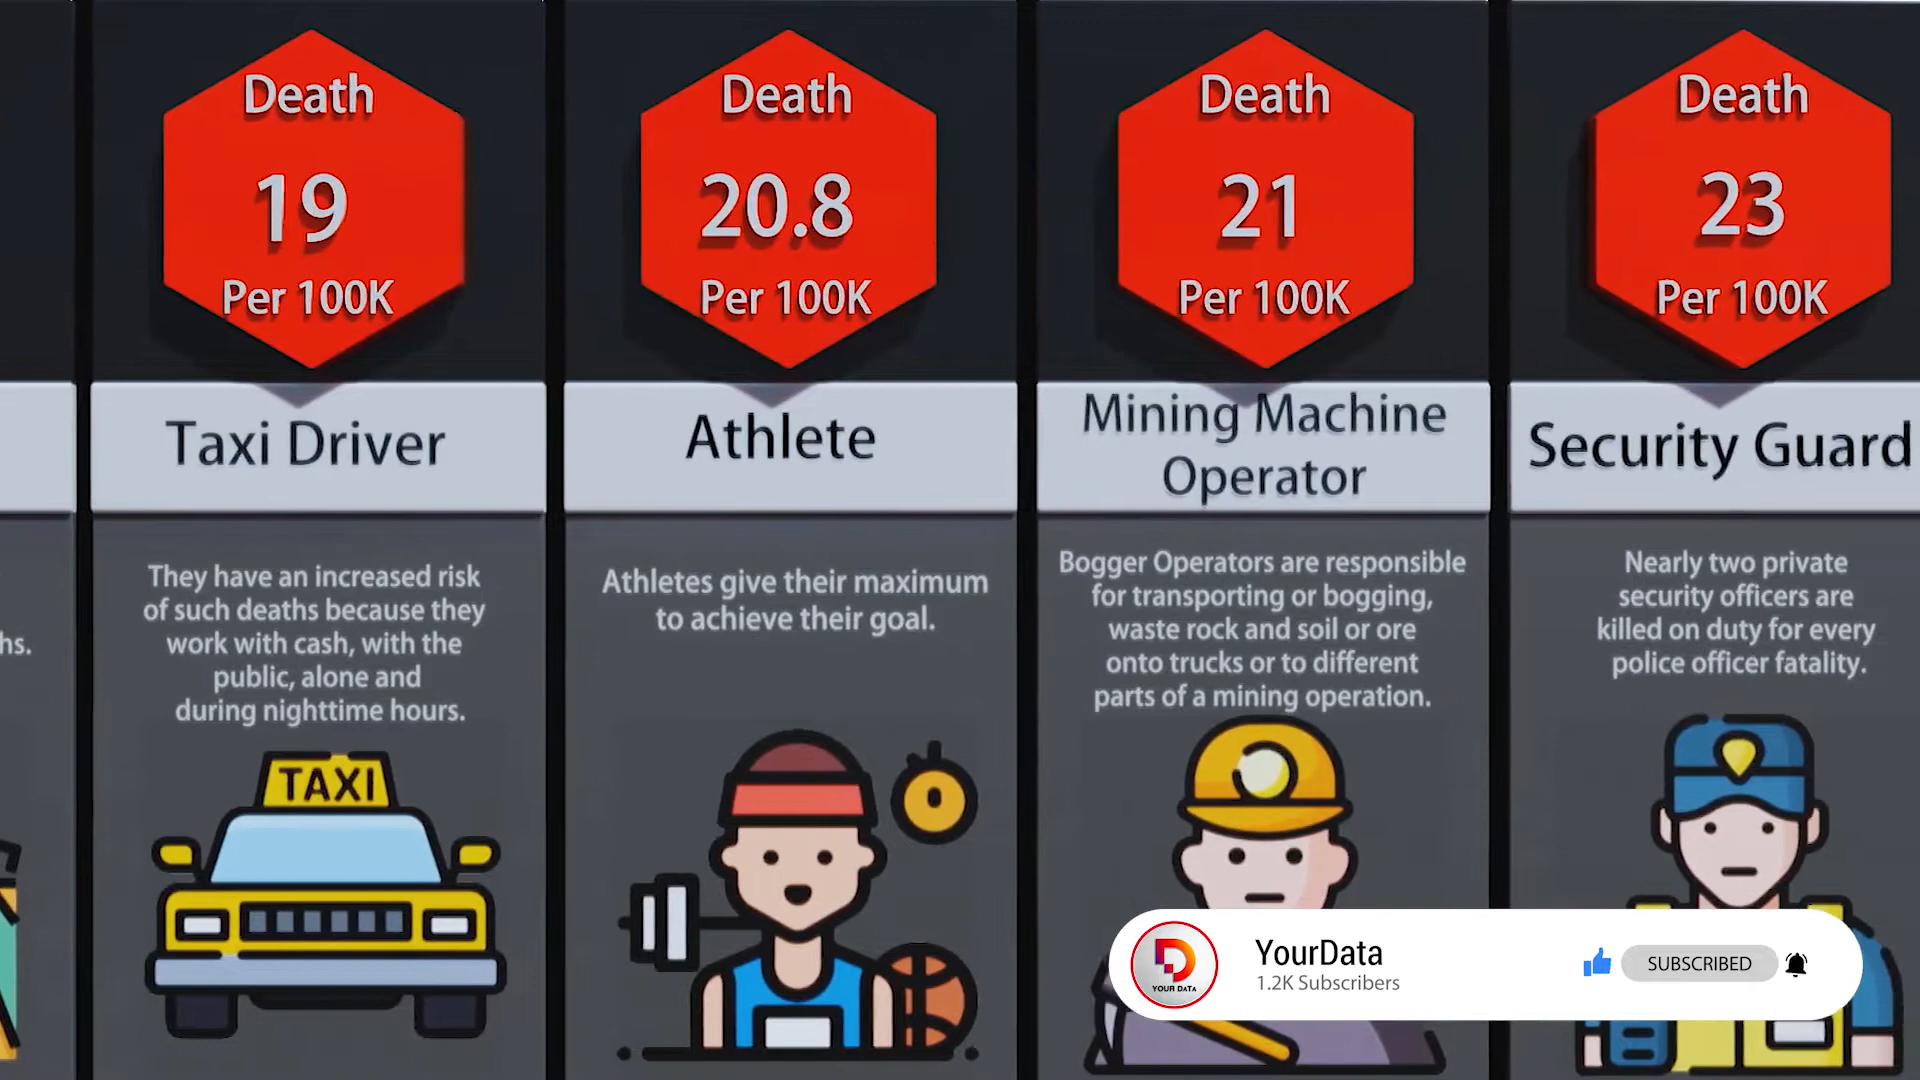 Death
19
Per 100K
Taxi Driver
They have an increased risk
of such deaths because they
work with cash, with the
public, alone and
during nighttime hours.
TAXI
Death
20.8
Per 100K
Athlete
Athletes give their maximum
to achieve their goal.
Death
21
Per 100K
Mining Machine
Operator
Bogger Operators are responsible
for transporting or bogging,
waste rock and soil or ore
onto trucks or to different
parts of a mining operation.
Death
23
Per 100K
Security Guard
Nearly two private
security officers are
killed on duty for every
police officer fatality.
YOUR DATA
YourData
1.2K Subscribers
SUBSCRIBED